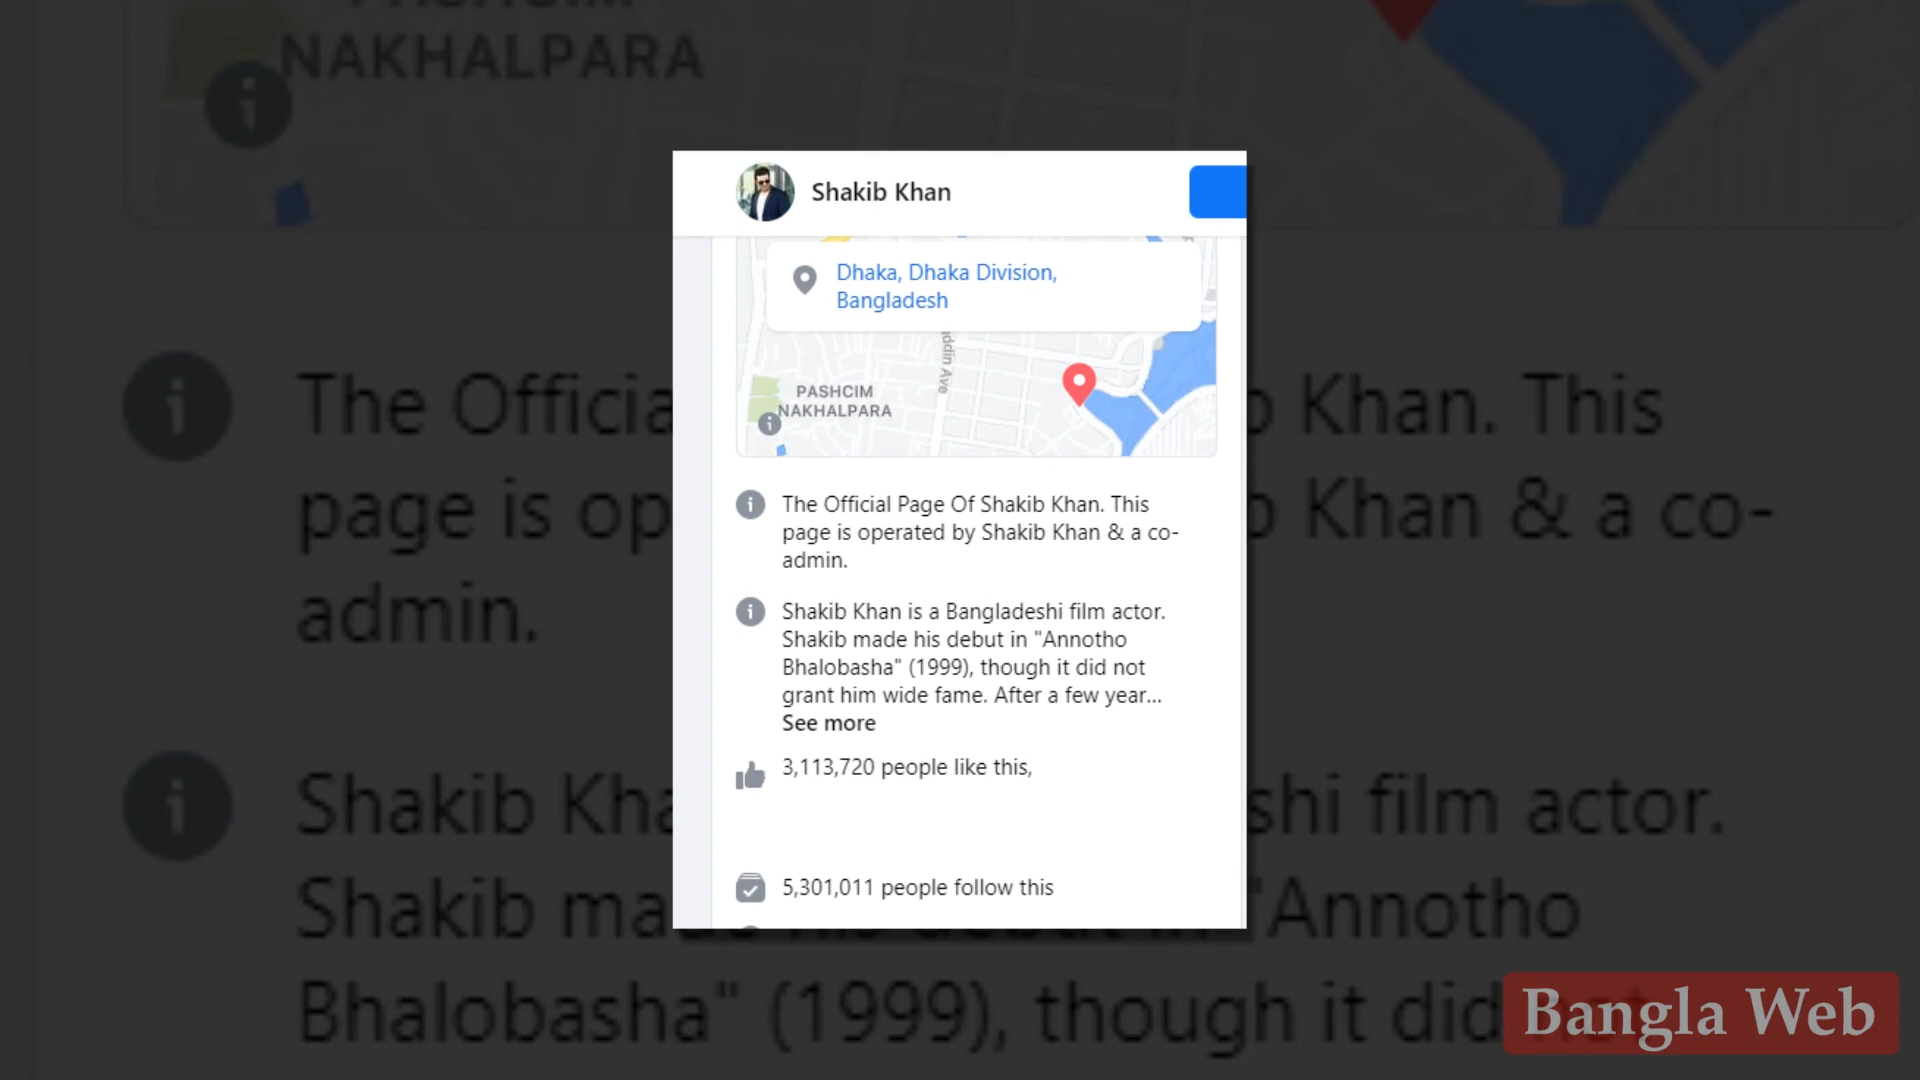 Shakib Khan
Dhaka, Dhaka Division,
Bangladesh
ddin Ave
PASHCIM
NAKHALPARA
The Official Page Of Shakib Khan. This
page is operated by Shakib Khan & a co-
admin.
Shakib Khan is a Bangladeshi film actor.
Shakib made his debut in "Annotho
Bhalobasha" (1999), though it did not
grant him wide fame. After a few year...
See more
3,113,720 people like this,
5,301,011 people follow this
NAKHALPARA
The Officia
Khan. This
page is op
Khan & a co-
admin.
Shakib Kha
shi film actor.
Shakib ma
"Annotho
Bhalobasha" (1999), though it did
Bangla Web